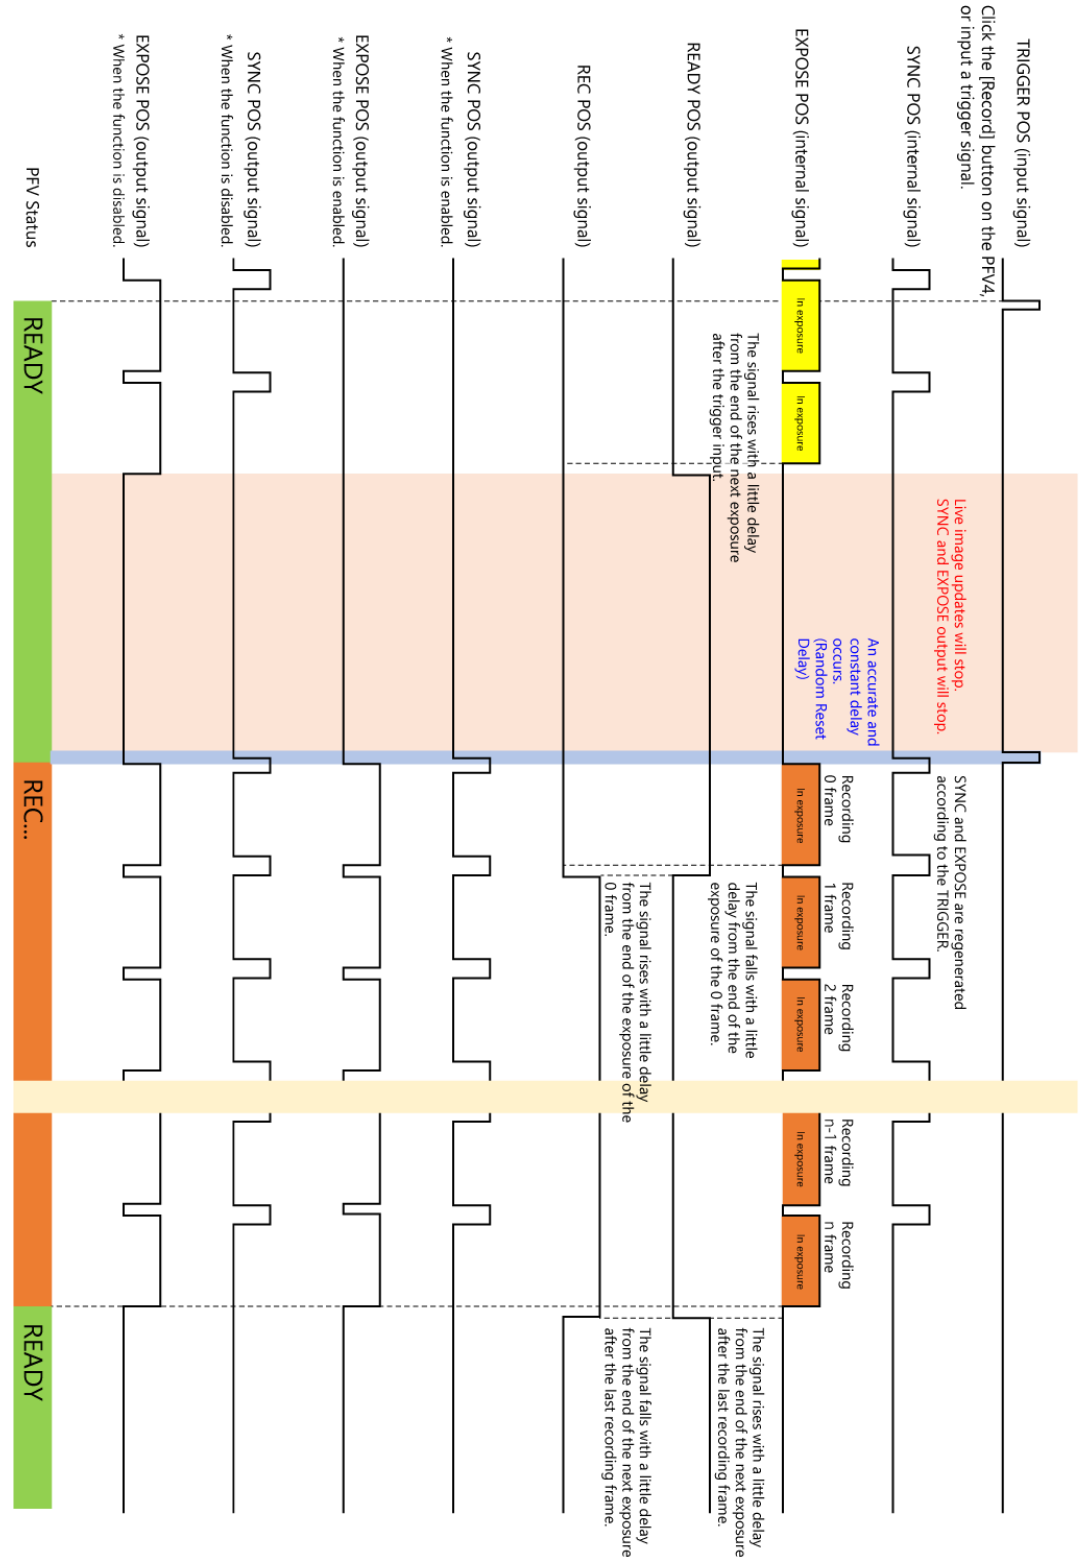 TRIGGER POS (input signal)
Click the [Record] button on the PFV4,
or input a trigger signal.
SYNC POS (internal signal)
Live image updates will stop.
SYNC and EXPOSE output will stop.
SYNC and EXPOSE are regenerated
according to the TRIGGER.
EXPOSE POS (internal signal)
In exposure
In exposure
An accurate and
constant delay
occurs.
(Random Reset
Delay)
Recording
0 frame
In exposure
Recording
1 frame
In exposure
Recording
2 frame
In exposure
Recording
n-1 frame
In exposure
Recording
n frame
In exposure
READY POS (output signal)
The signal rises with a little delay
from the end of the next exposure
after the trigger input.
The signal falls with a little
delay from the end of the
exposure of the 0 frame.
The signal rises with a little delay
from the end of the next exposure
after the last recording frame.
REC POS (output signal)
The signal rises with a little delay
from the end of the exposure of the
0 frame.
The signal falls with a little delay
from the end of the next exposure
after the last recording frame.
SYNC POS (output signal)
* When the function is enabled.
EXPOSE POS (output signal)
* When the function is enabled.
SYNC POS (output signal)
* When the function is disabled.
EXPOSE POS (output signal)
* When the function is disabled.
PFV Status
READY
REC...
READY